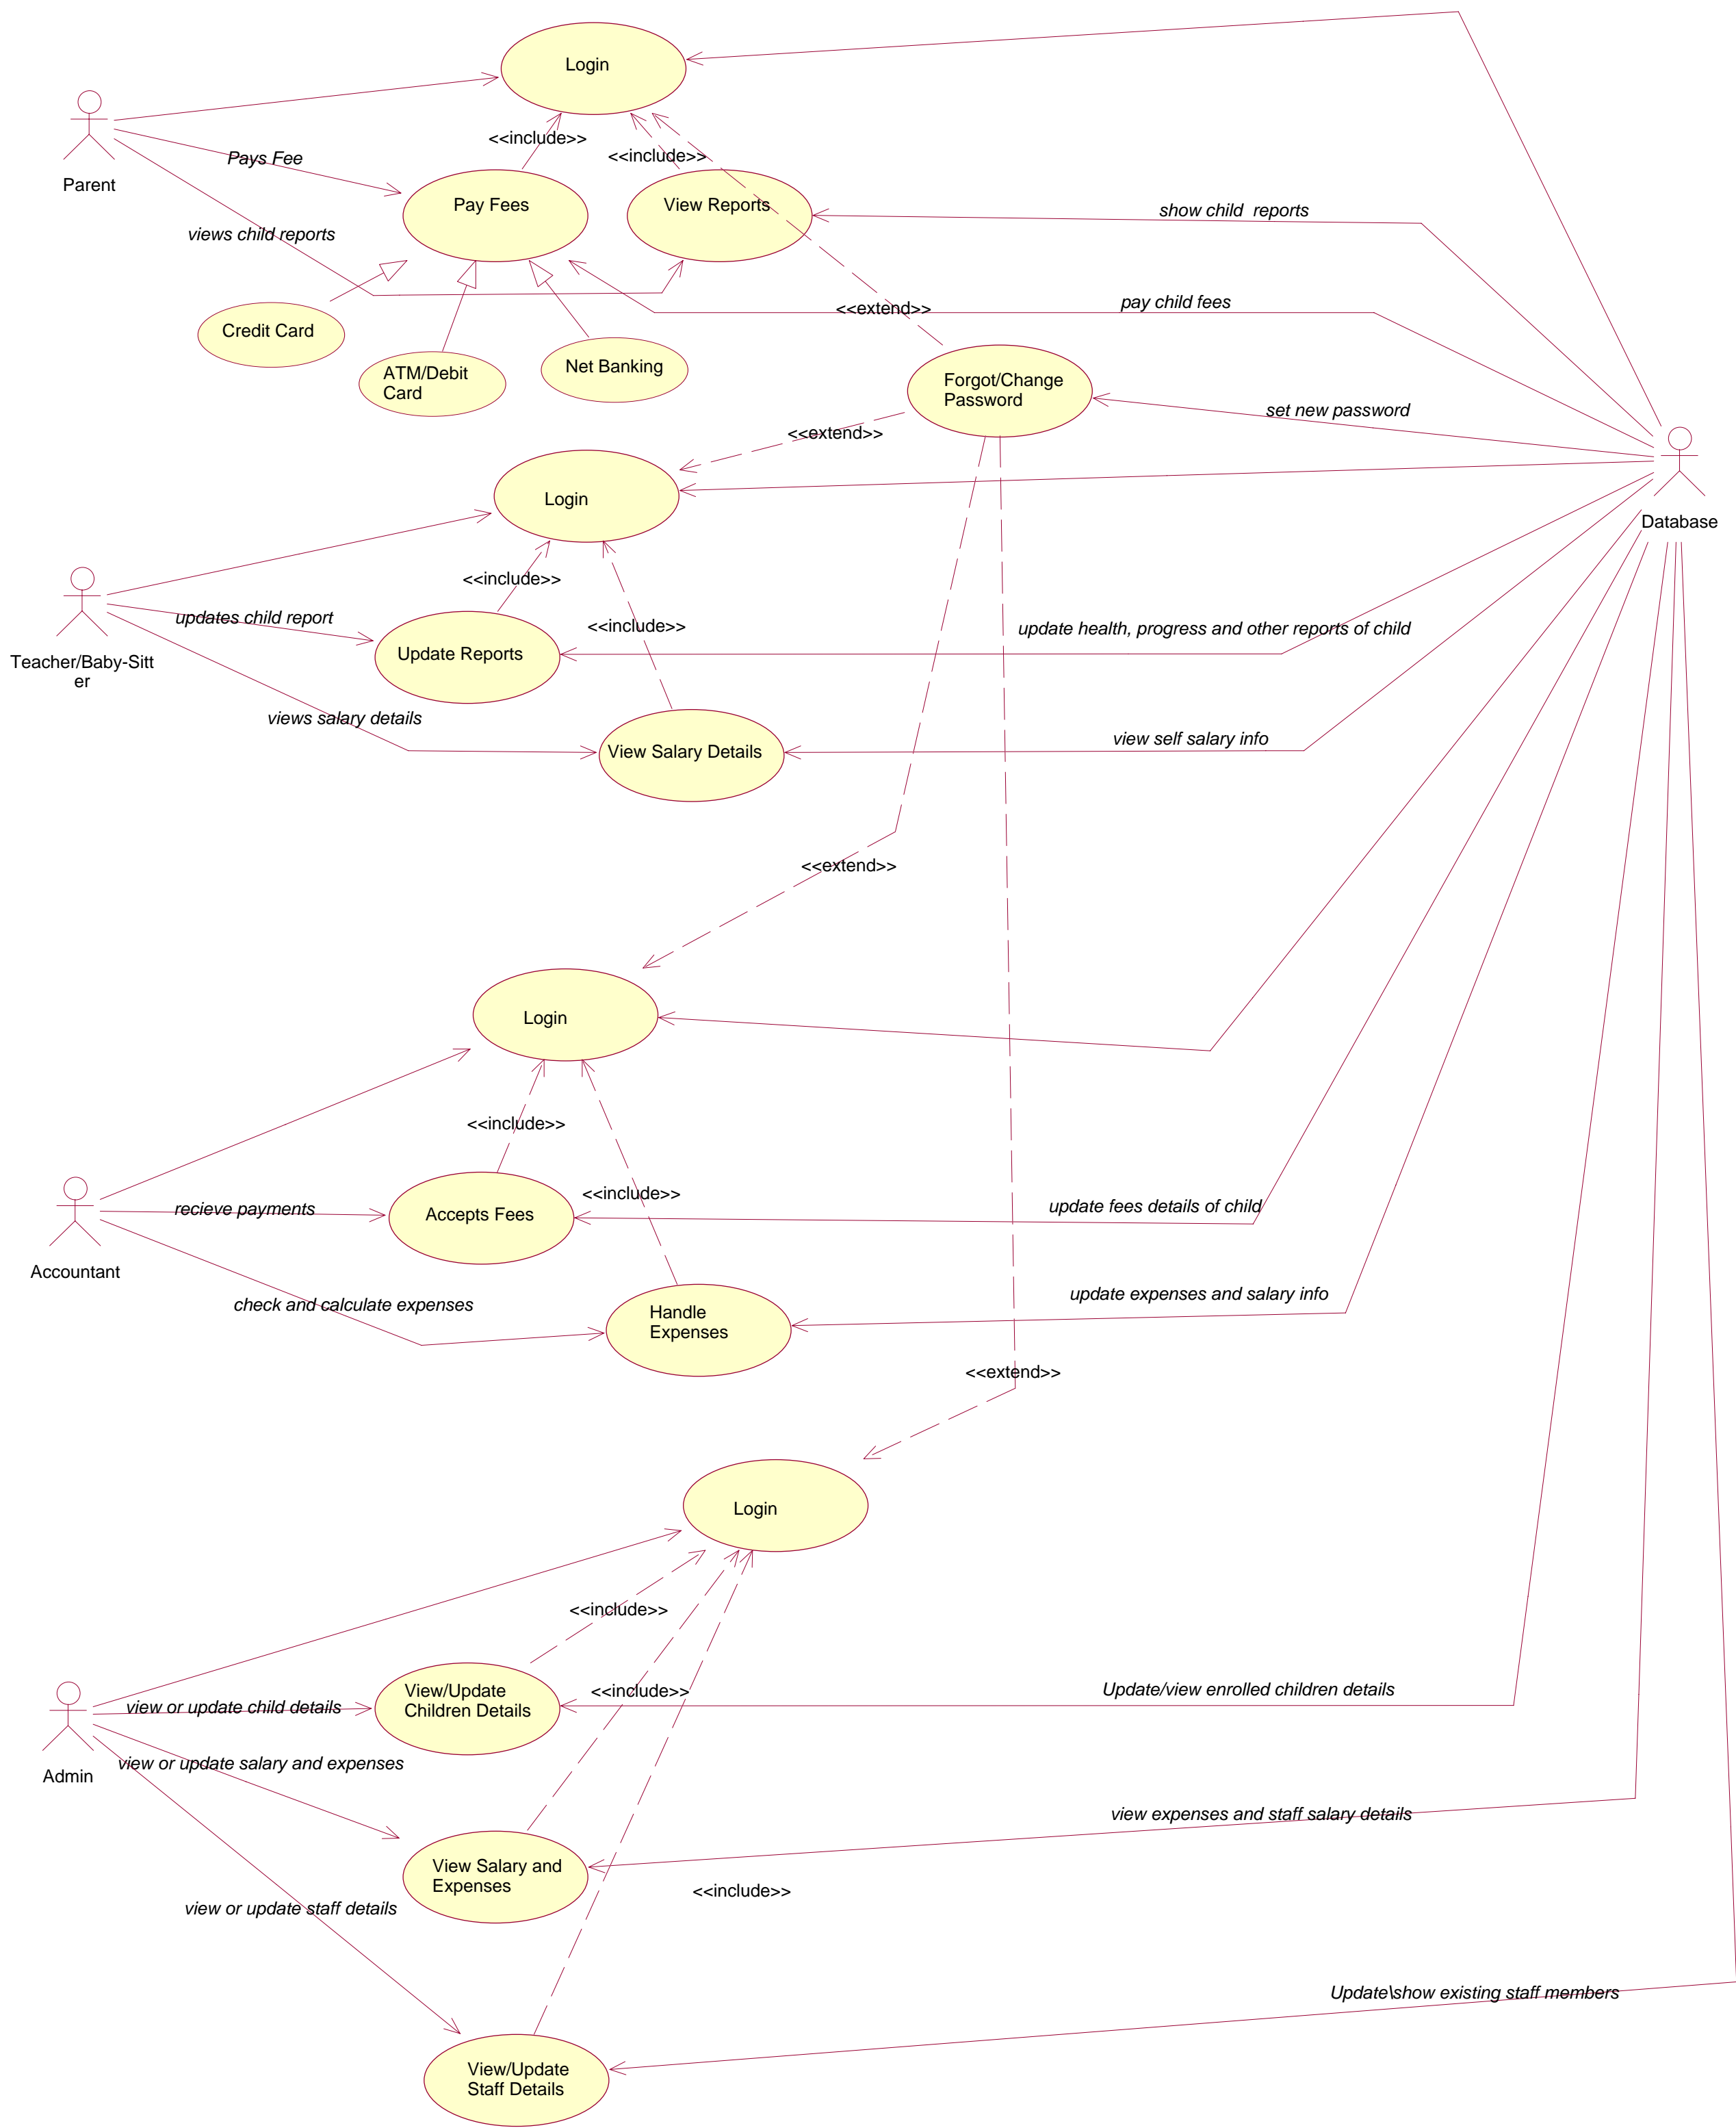 Login
<<include>>
<<include>>
Parent
Pays Fee
Pay Fees
View Reports
show child  reports
views child reports
<<extend>>
pay child fees
Credit Card
ATM/Debit
Card
Net Banking
Forgot/Change
Password
set new password
<<extend>>
Login
Database
<<include>>
updates child report
<<include>>
update health, progress and other reports of child
Teacher/Baby-Sitt
er
Update Reports
views salary details
View Salary Details
view self salary info
<<extend>>
Login
<<include>>
<<include>>
recieve payments
Accepts Fees
update fees details of child
Accountant
check and calculate expenses
Handle
Expenses
update expenses and salary info
<<extend>>
Login
<<include>>
<<include>>
view or update child details
View/Update
Children Details
Update/view enrolled children details
Admin
view or update salary and expenses
view expenses and staff salary details
View Salary and
Expenses
<<include>>
view or update staff details
Update\show existing staff members
View/Update
Staff Details